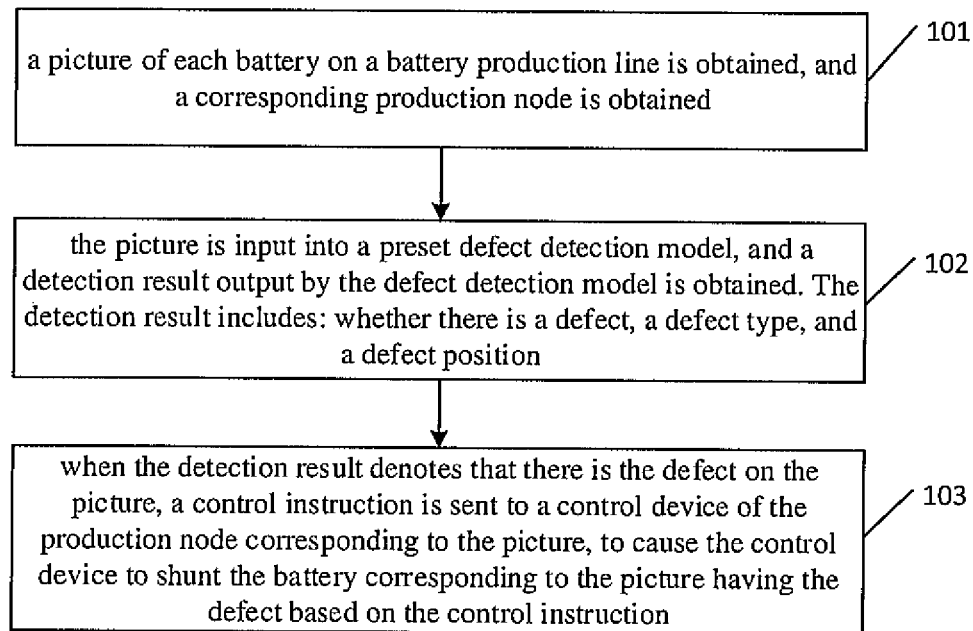 a picture of each battery on a battery production line is obtained, and
a corresponding production node is obtained
101
the picture is input into a preset defect detection model, and a
detection result output by the defect detection model is obtained. The
detection result includes: whether there is a defect, a defect type, and
a defect position
102
when the detection result denotes that there is the defect on the
picture, a control instruction is sent to a control device of the
production node corresponding to the picture, to cause the control
device to shunt the battery corresponding to the picture having the
defect based on the control instruction
103